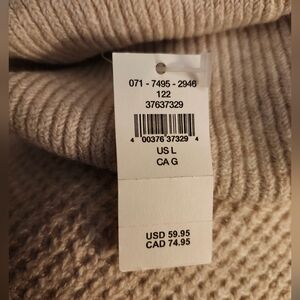 071 - 7495 - 2946
122
37637329
4 00376 37329 4
US L
CA G
USD 59.95
CAD 74.95